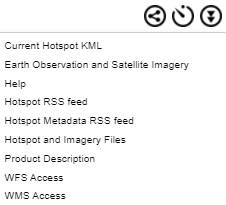 Current Hotspot KML
Earth Observation and Satellite Imagery
Help
Hotspot RSS feed
Hotspot Metadata RSS feed
Hotspot and Imagery Files
Product Description
WFS Access
WMS Access